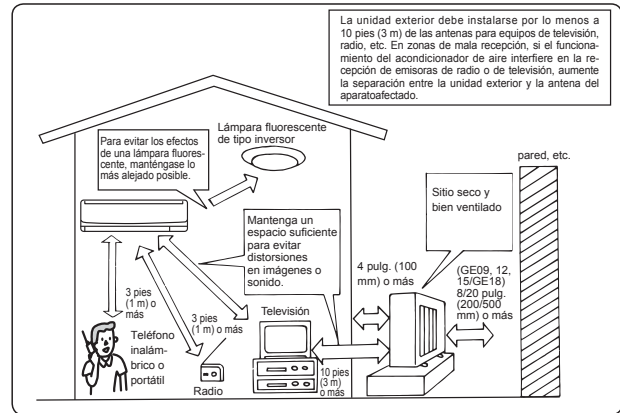 La unidad exterior debe instalarse por lo menos a
10 pies (3 m) de las antenas para equipos de televisión,
radio, etc. En zonas de mala recepción, si el funciona-
miento del acondicionador de aire interfiere en la re-
cepción de emisoras de radio o de televisión, aumente
la separación entre la unidad exterior y la antena del
aparatoafectado.
Lámpara fluorescente
de tipo inversor
Para evitar los efectos
de una lámpara fluores-
cente, manténgase lo
más alejado posible.
pared, etc.
Sitio seco y
bien ventilado
Mantenga un
espacio suficiente
para evitar
distorsiones
en imágenes o
sonido.
4 pulg. (100
mm) o más
(GE09, 12,
15/GE18)
8/20 pulg.
(200/500
mm) o más
3 pies
(1 m) o
más
3 pies
(1 m) o más
Televisión
Teléfono
inalám-
brico o
portátil
Radio
10 pies
(3 m)
o más